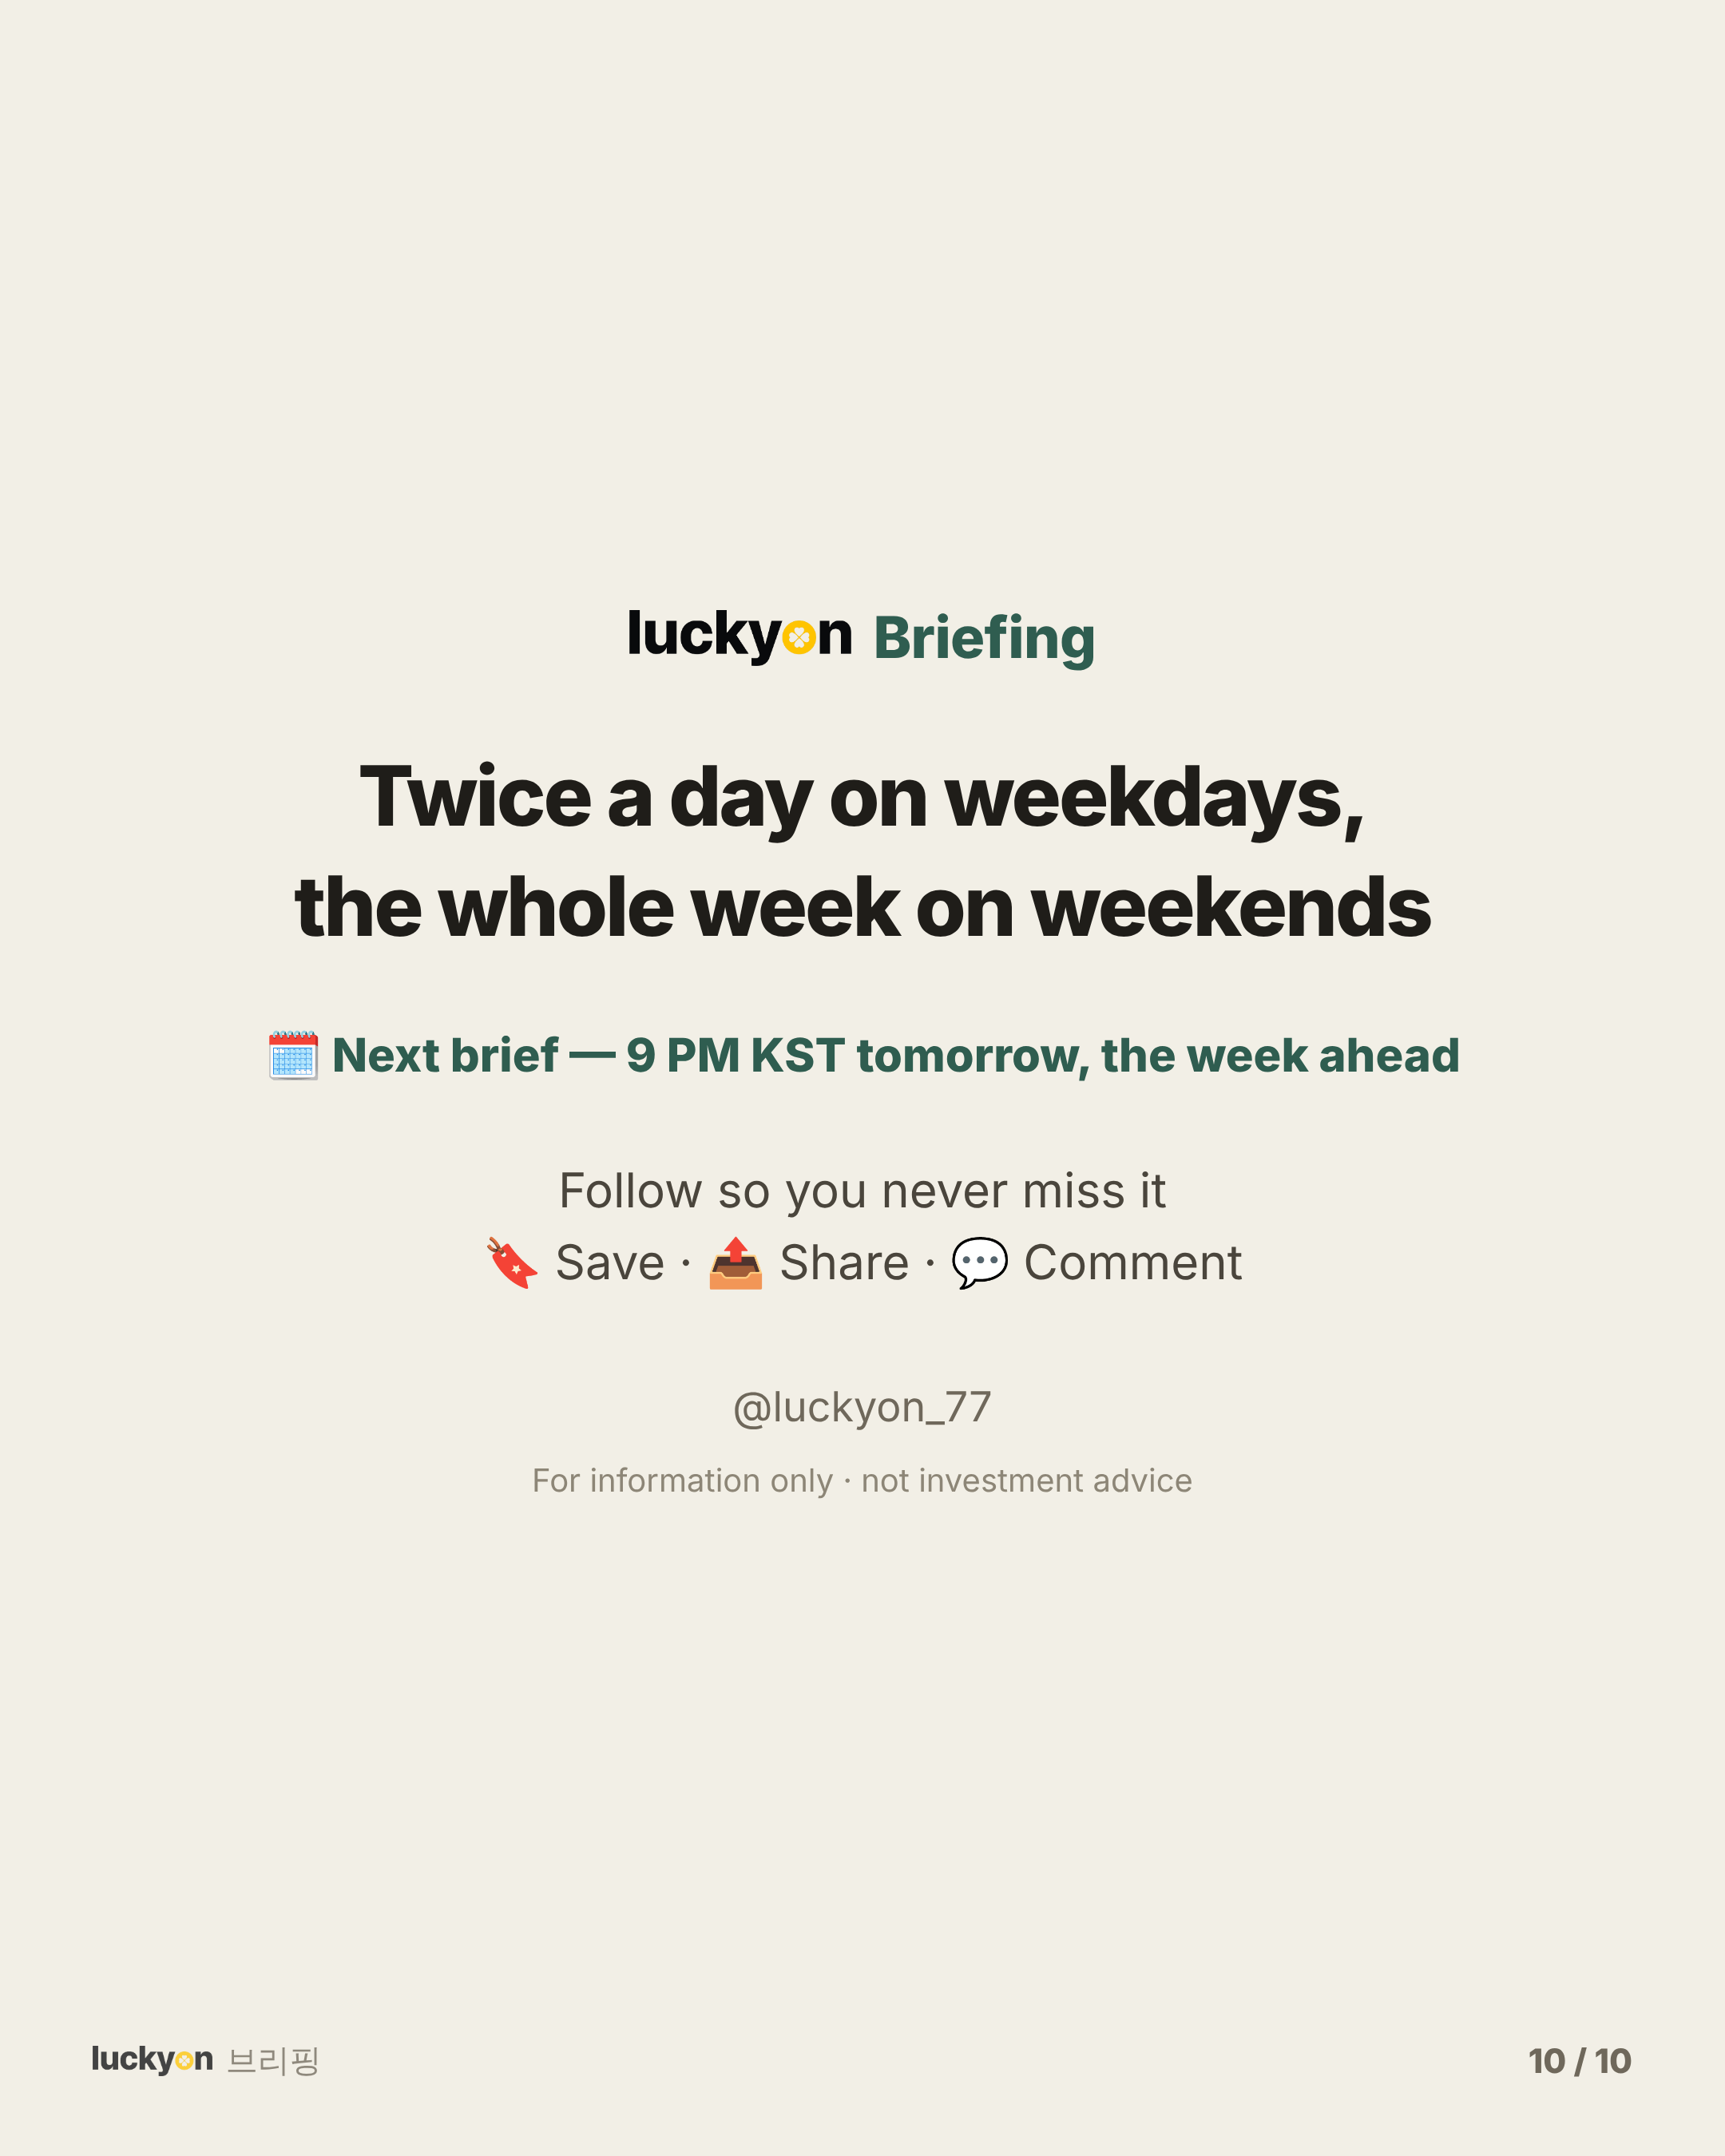 luckyon Briefing
Twice a day on weekdays,
the whole week on weekends
🗓️ Next brief — 9 PM KST tomorrow, the week ahead
Follow so you never miss it
🔖 Save · 📤 Share · 💬 Comment
@luckyon_77
For information only · not investment advice
luckyon 브리핑
10 / 10